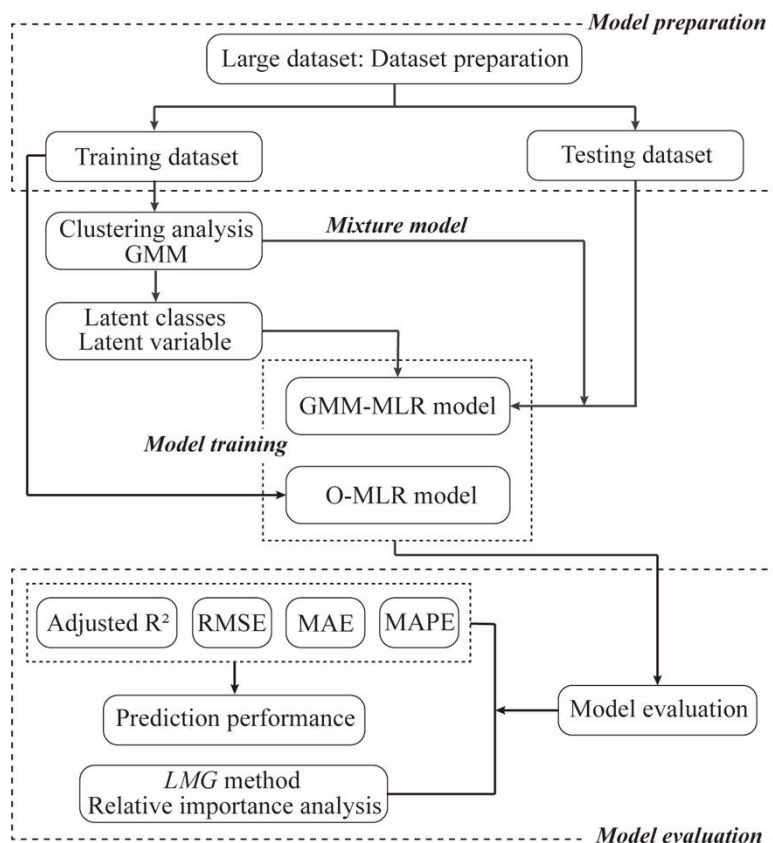 Model preparation
Large dataset: Dataset preparation
Training dataset
Testing dataset
Clustering analysis
GMM
Mixture model
Latent classes
Latent variable
GMM-MLR model
Model training
O-MLR model
Adjusted R²
RMSE
MAE
MAPE
Prediction performance
Model evaluation
LMG method
Relative importance analysis
Model evaluation